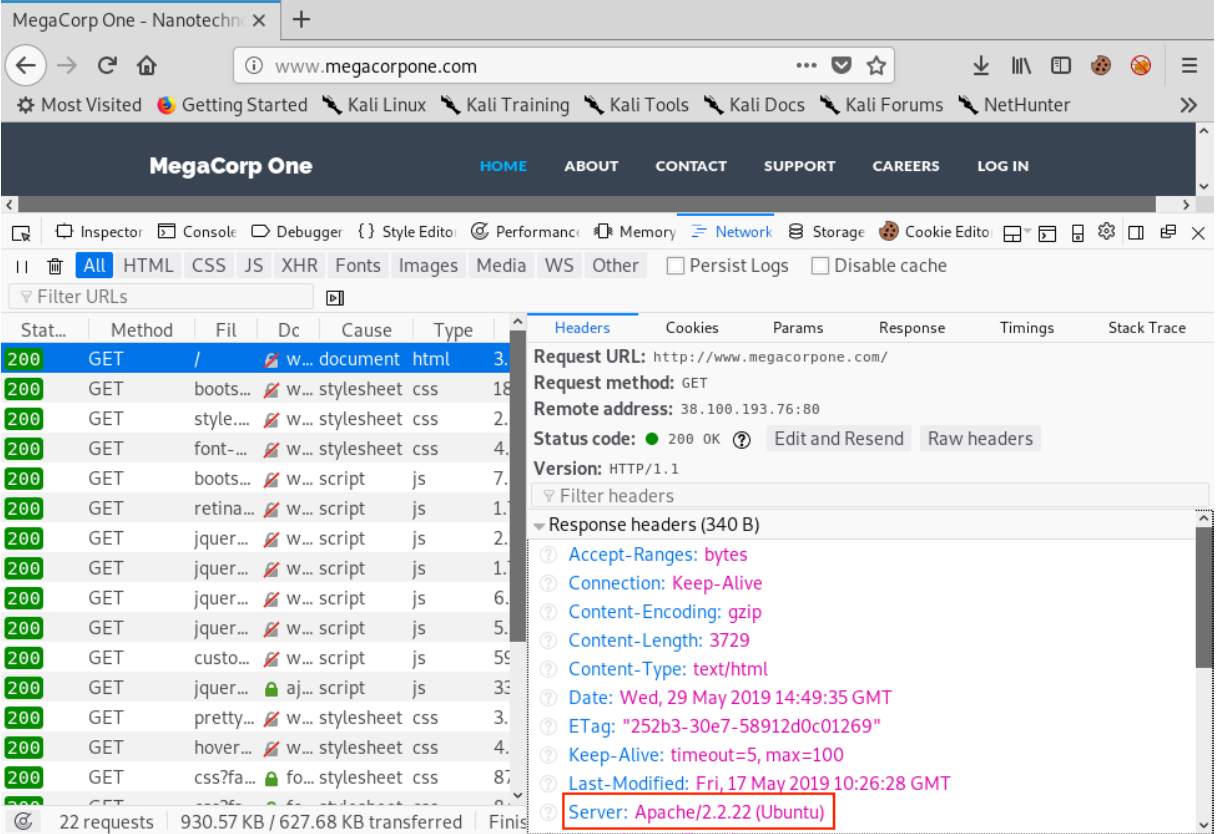 MegaCorp One - Nanotechno
www.megacorpone.com
Most Visited Getting Started Kali Linux Kali Training Kali Tools Kali Docs Kali Forums NetHunter
MegaCorp One HOME ABOUT CONTACT SUPPORT CAREERS LOG IN
Inspector Console Debugger {} Style Edito Performanc Memory Network Storage Cookie Edito
All HTML CSS JS XHR Fonts Images Media WS Other Persist Logs Disable cache
Filter URLs
Stat... Method Fil Dc Cause Type
200 GET / w... document html 3.
200 GET boots... w... stylesheet css 18
200 GET style.... w... stylesheet css 2.
200 GET font-... w... stylesheet css 4.
200 GET boots... w... script js 7.
200 GET retina... w... script js 1.
200 GET jquer... w... script js 2.
200 GET jquer... w... script js 1.
200 GET jquer... w... script js 6.
200 GET jquer... w... script js 5.
200 GET custo... w... script js 59
200 GET jquer... aj... script js 33
200 GET pretty... w... stylesheet css 3.
200 GET hover... w... stylesheet css 4.
200 GET css?fa... fo... stylesheet css 87
22 requests 930.57 KB / 627.68 KB transferred Finis
Headers Cookies Params Response Timings Stack Trace
Request URL: http://www.megacorpone.com/
Request method: GET
Remote address: 38.100.193.76:80
Status code: 200 OK ? Edit and Resend Raw headers
Version: HTTP/1.1
Filter headers
Response headers (340 B)
? Accept-Ranges: bytes
? Connection: Keep-Alive
? Content-Encoding: gzip
? Content-Length: 3729
? Content-Type: text/html
? Date: Wed, 29 May 2019 14:49:35 GMT
? ETag: "252b3-30e7-58912d0c01269"
? Keep-Alive: timeout=5, max=100
? Last-Modified: Fri, 17 May 2019 10:26:28 GMT
? Server: Apache/2.2.22 (Ubuntu)